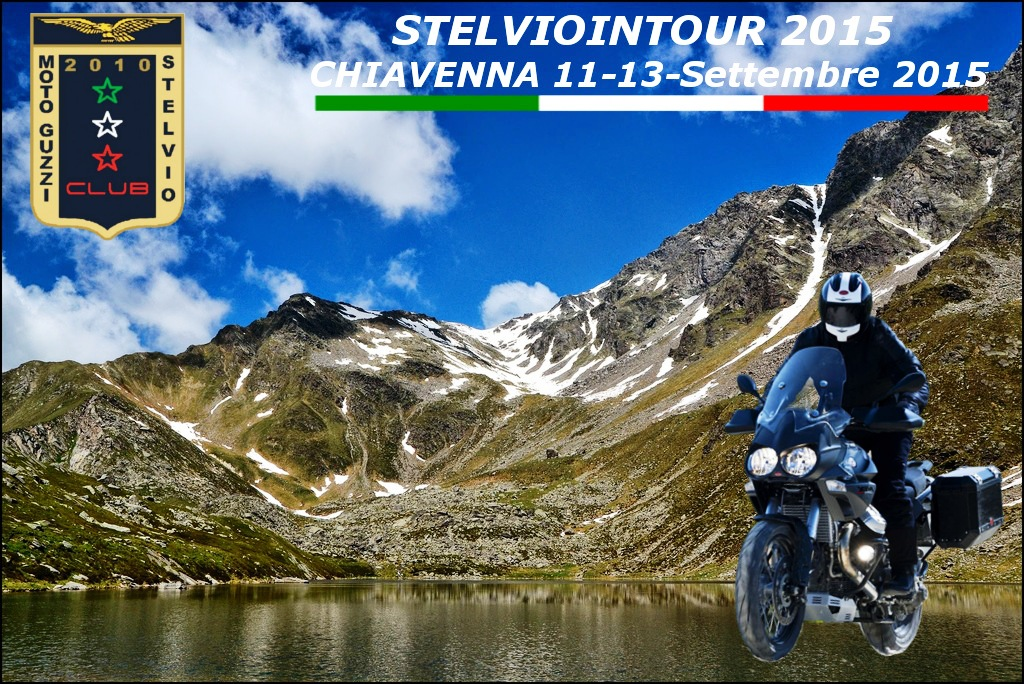 STELVIOINTOUR 2015
CHIAVENNA 11-13-Settembre 2015
MOTO GUZZI
2010
STELVIO
CLUB